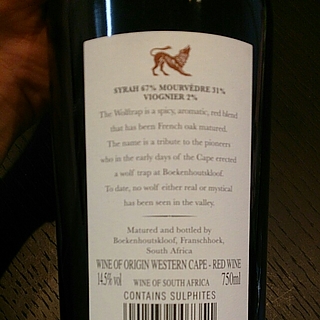 SYRAH 67% MOURVÈDRE 31%
VIOGNIER 2%
The Wolftrap is a spicy, aromatic, red blend
that has been French oak matured.
The name is a tribute to the pioneers
who in the early days of the Cape erected
a wolf trap at Boekenhoutskloof.
To date, no wolf either real or mystical
has been seen in the valley.
Matured and bottled by
Boekenhoutskloof, Franschhoek,
South Africa
WINE OF ORIGIN WESTERN CAPE - RED WINE
14.5% vol WINE OF SOUTH AFRICA 750ml
CONTAINS SULPHITES